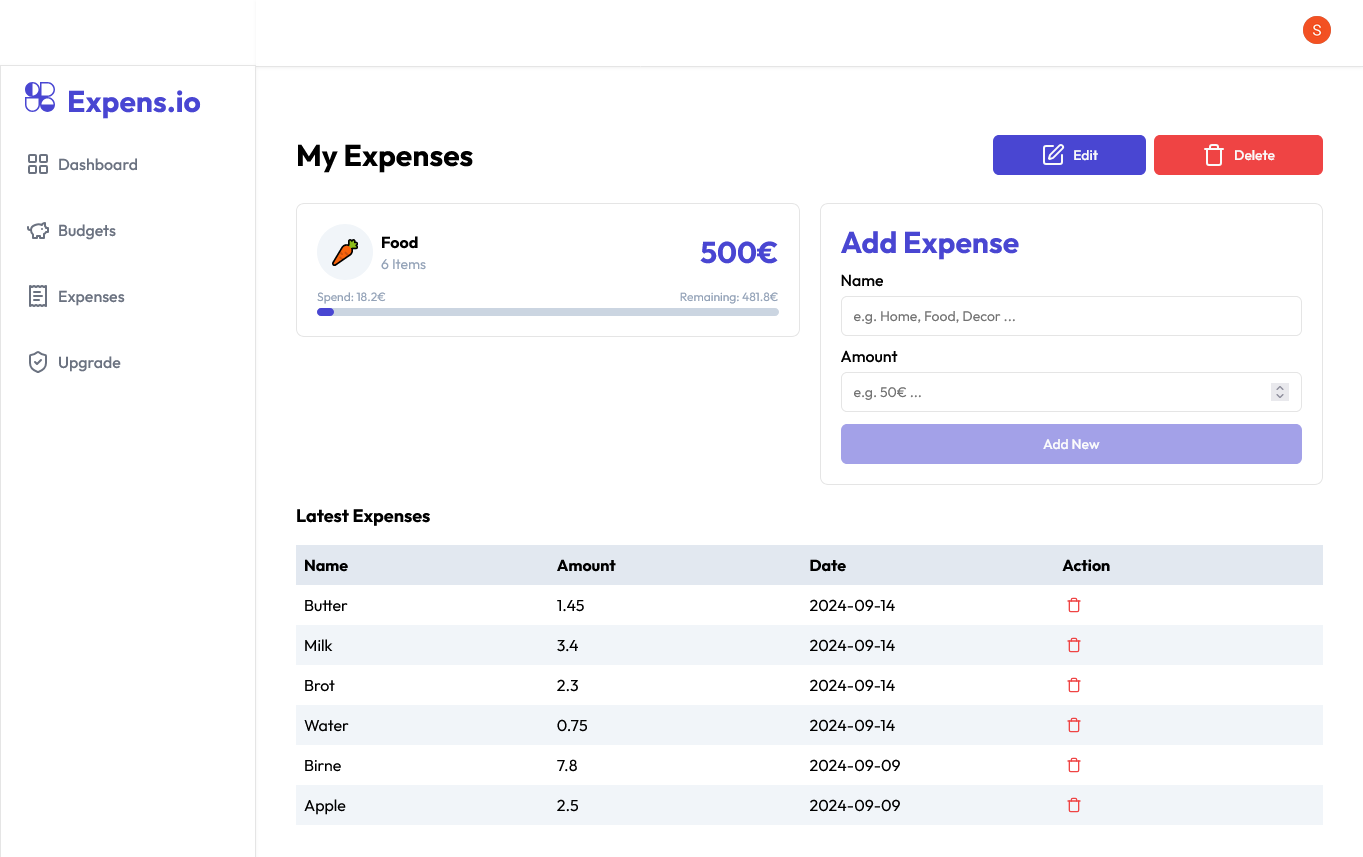 S
Expens.io
Dashboard
Budgets
Expenses
Upgrade
My Expenses
Edit
Delete
Food
6 Items
500€
Spend: 18.2€
Remaining: 481.8€
Add Expense
Name
e.g. Home, Food, Decor ...
Amount
e.g. 50€ ...
Add New
Latest Expenses
Name Amount Date Action
Butter 1.45 2024-09-14
Milk 3.4 2024-09-14
Brot 2.3 2024-09-14
Water 0.75 2024-09-14
Birne 7.8 2024-09-09
Apple 2.5 2024-09-09